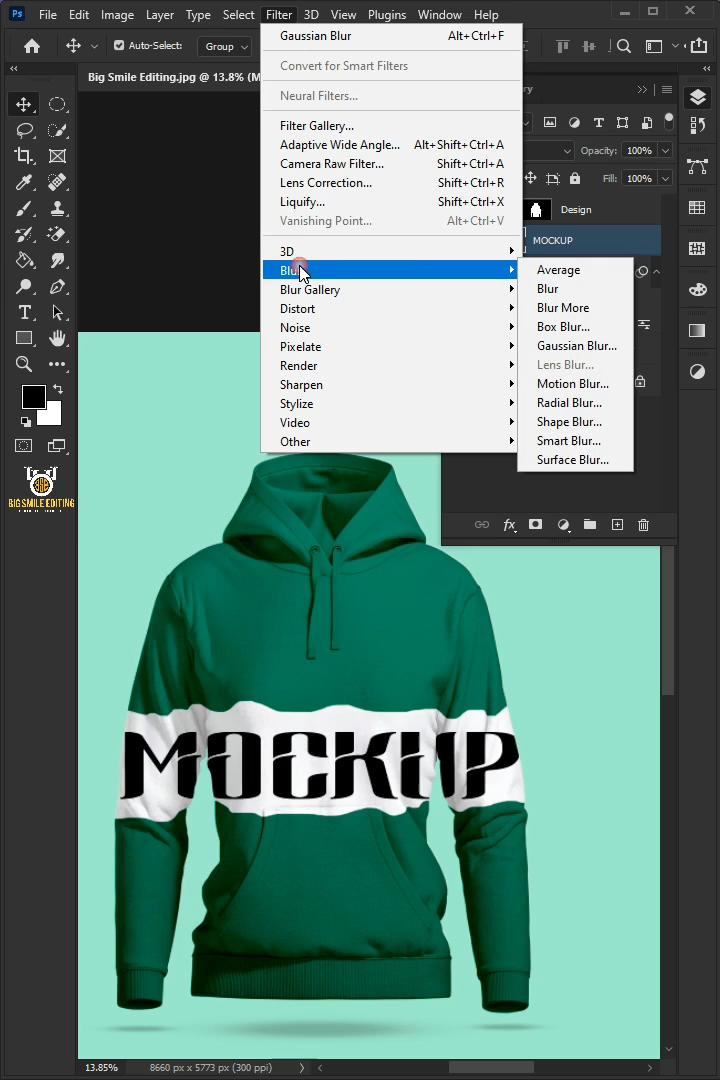 Ps File Edit Image Layer Type Select Filter 3D View Plugins Window Help
Auto-Select: Group
Big Smile Editing.jpg @ 13.8% (M
Gaussian Blur Alt+Ctrl+F
Convert for Smart Filters
Neural Filters...
Filter Gallery...
Adaptive Wide Angle... Alt+Shift+Ctrl+A
Camera Raw Filter... Shift+Ctrl+A
Lens Correction... Shift+Ctrl+R
Liquify... Shift+Ctrl+X
Vanishing Point... Alt+Ctrl+V
3D
Blur Gallery
Distort
Noise
Pixelate
Render
Sharpen
Stylize
Video
Other
Average
Blur
Blur More
Box Blur...
Gaussian Blur...
Lens Blur...
Motion Blur...
Radial Blur...
Shape Blur...
Smart Blur...
Surface Blur...
Opacity: 100%
Fill: 100%
Design
MOCKUP
BIG SMILE EDITING
MOCKUP
13.85% 8660 px x 5773 px (300 ppi)